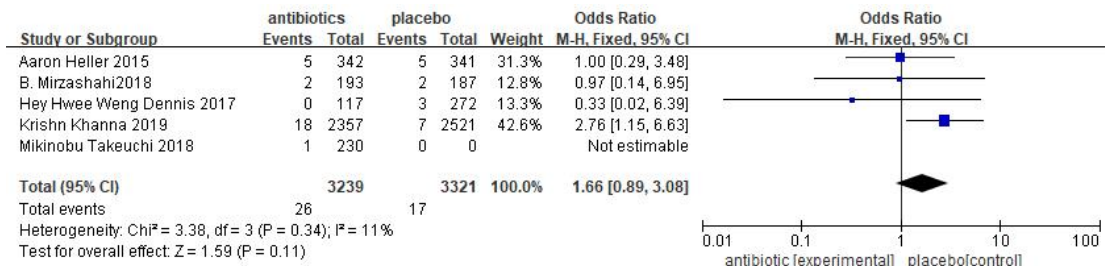 antibiotics placebo Odds Ratio Odds Ratio
Study or Subgroup Events Total Events Total Weight M-H, Fixed, 95% CI M-H, Fixed, 95% CI
Aaron Heller 2015 5 342 5 341 31.3% 1.00 [0.29, 3.48]
B. Mirzashahi2018 2 193 2 187 12.8% 0.97 [0.14, 6.95]
Hey Hwee Weng Dennis 2017 0 117 3 272 13.3% 0.33 [0.02, 6.39]
Krishn Khanna 2019 18 2357 7 2521 42.6% 2.76 [1.15, 6.63]
Mikinobu Takeuchi 2018 1 230 0 0 Not estimable
Total (95% CI) 3239 3321 100.0% 1.66 [0.89, 3.08]
Total events 26 17
Heterogeneity: Chi² = 3.38, df = 3 (P = 0.34); I² = 11%
Test for overall effect: Z = 1.59 (P = 0.11)
0.01 0.1 1 10 100
antibiotic [experimental] placebo[control]